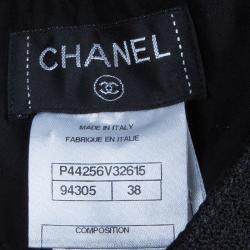 CHANEL
MADE IN ITALY
FABRIQUE EN ITALIE
P44256V32615
94305 38
COMPOSITION